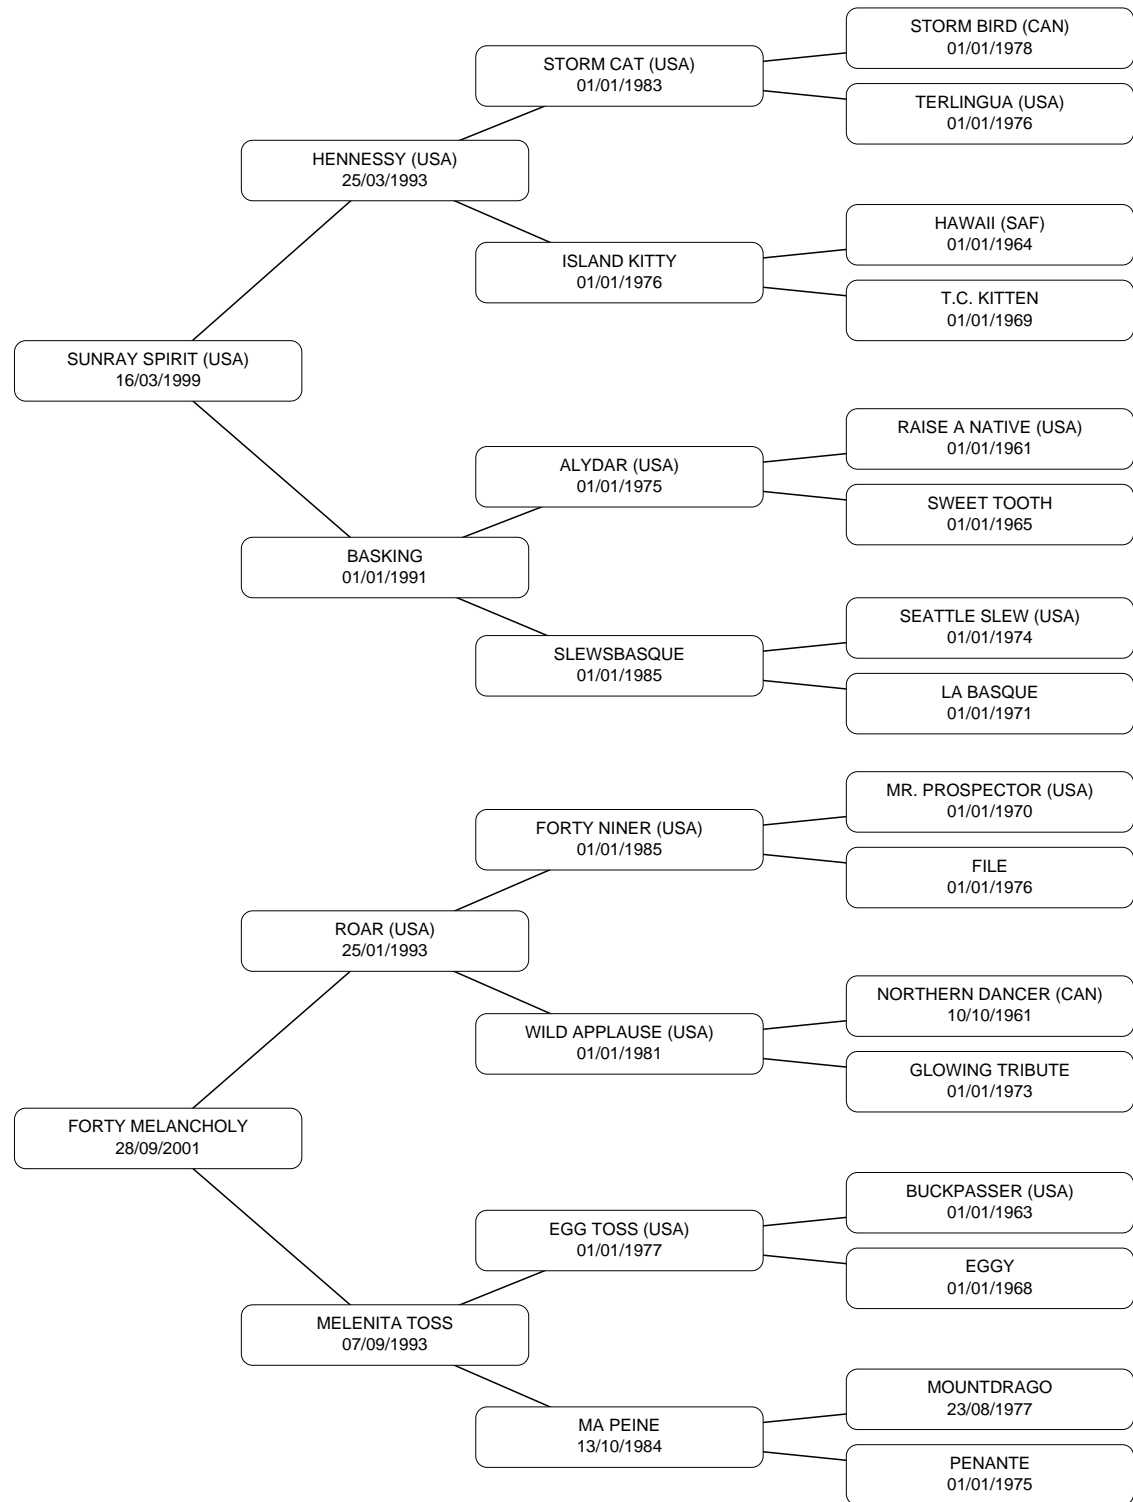 STORM BIRD (CAN)
01/01/1978
STORM CAT (USA)
01/01/1983
TERLINGUA (USA)
01/01/1976
HENNESSY (USA)
25/03/1993
HAWAII (SAF)
01/01/1964
ISLAND KITTY
01/01/1976
T.C. KITTEN
01/01/1969
SUNRAY SPIRIT (USA)
16/03/1999
RAISE A NATIVE (USA)
01/01/1961
ALYDAR (USA)
01/01/1975
SWEET TOOTH
01/01/1965
BASKING
01/01/1991
SEATTLE SLEW (USA)
01/01/1974
SLEWSBASQUE
01/01/1985
LA BASQUE
01/01/1971
MR. PROSPECTOR (USA)
01/01/1970
FORTY NINER (USA)
01/01/1985
FILE
01/01/1976
ROAR (USA)
25/01/1993
NORTHERN DANCER (CAN)
10/10/1961
WILD APPLAUSE (USA)
01/01/1981
GLOWING TRIBUTE
01/01/1973
FORTY MELANCHOLY
28/09/2001
BUCKPASSER (USA)
01/01/1963
EGG TOSS (USA)
01/01/1977
EGGY
01/01/1968
MELENITA TOSS
07/09/1993
MOUNTDRAGO
23/08/1977
MA PEINE
13/10/1984
PENANTE
01/01/1975